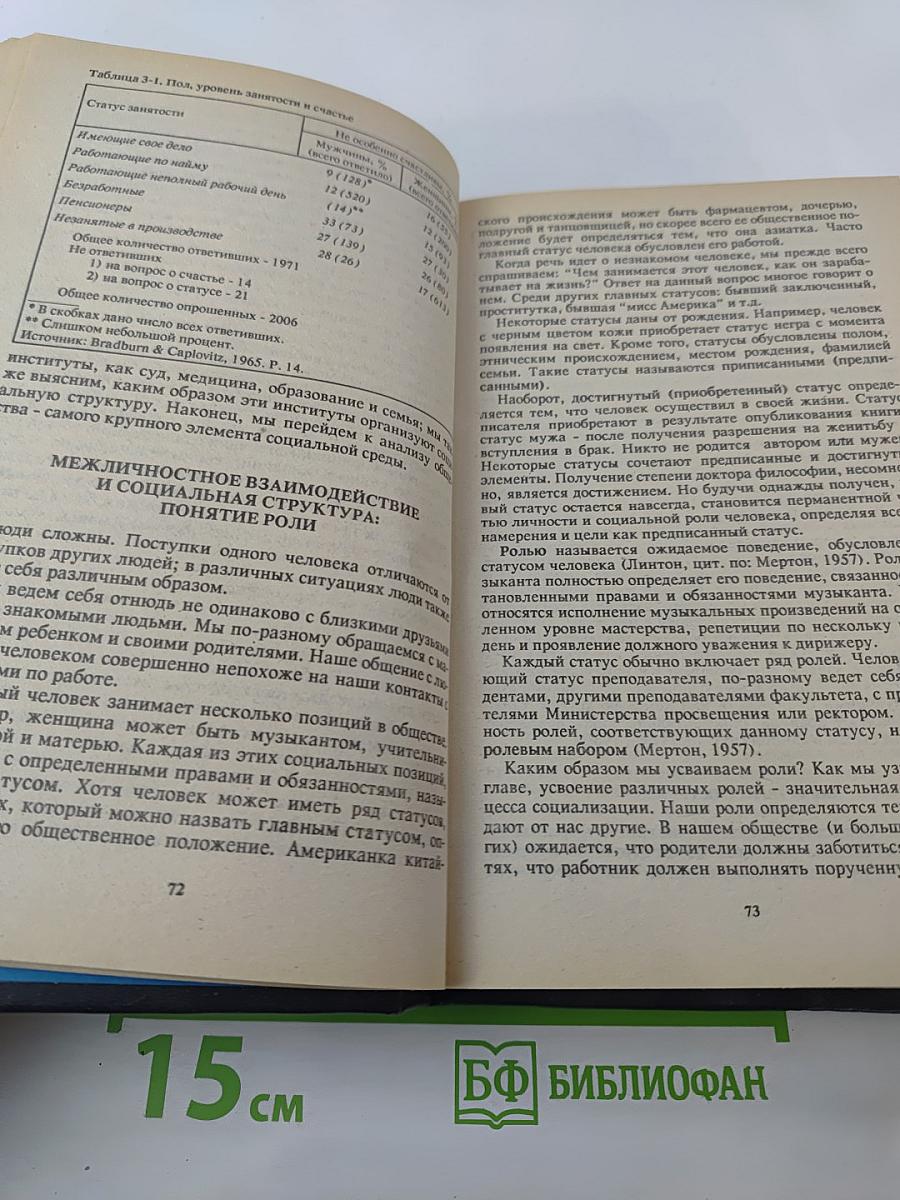 Таблица 3-1. Пол, уровень занятости и счастье
Статус занятости
Не особенно счастливы, %
Мужчины, %
(всего ответило)
Имеющие свое дело 9 (128)*
Работающие по найму 12 (520)
Работающие неполный рабочий день (14)**
Безработные 33 (73)
Пенсионеры 27 (139)
Незанятые в производстве 28 (26)
17 (613)
Общее количество ответивших - 1971
Не ответивших
1) на вопрос о счастье - 14
2) на вопрос о статусе - 21
Общее количество опрошенных - 2006
* В скобках дано число всех ответивших.
** Слишком небольшой процент.
Источник: Bradburn & Caplovitz, 1965. P. 14.
институты, как суд, медицина, образование и семья; мы так
же выясним, каким образом эти институты организуют соци
альную структуру. Наконец, мы перейдем к анализу обще
ства - самого крупного элемента социальной среды.
МЕЖЛИЧНОСТНОЕ ВЗАИМОДЕЙСТВИЕ
И СОЦИАЛЬНАЯ СТРУКТУРА:
ПОНЯТИЕ РОЛИ
юди сложны. Поступки одного человека отличаются от
упков других людей; в различных ситуациях люди также
себя различным образом.
ведем себя отнюдь не одинаково с близкими друзьями
знакомыми людьми. Мы по-разному обращаемся с ма-
м ребенком и своими родителями. Наше общение с лю-
человеком совершенно непохоже на наши контакты с
ми по работе.
ый человек занимает несколько позиций в обществе.
р, женщина может быть музыкантом, учительни-
ой и матерью. Каждая из этих социальных позиций,
с определенными правами и обязанностями, назы-
татусом. Хотя человек может иметь ряд статусов,
х, который можно назвать главным статусом, оп-
о общественное положение. Американка китай-
72
ского происхождения может быть фармацевтом, дочерью,
подругой и танцовщицей, но скорее всего ее общественное по-
ложение будет определяться тем, что она азиатка. Часто
главный статус человека обусловлен его работой.
Когда речь идет о незнакомом человеке, мы прежде всего
спрашиваем: "Чем занимается этот человек, как он зараба-
тывает на жизнь?" Ответ на данный вопрос многое говорит о
нем. Среди других главных статусов: бывший заключенный,
проститутка, бывшая "мисс Америка" и т.д.
Некоторые статусы даны от рождения. Например, человек
с черным цветом кожи приобретает статус негра с момента
появления на свет. Кроме того, статусы обусловлены полом,
этническим происхождением, местом рождения, фамилией
семьи. Такие статусы называются приписанными (предпи-
санными).
Наоборот, достигнутый (приобретенный) статус опреде-
ляется тем, что человек осуществил в своей жизни. Статус
писателя приобретают в результате опубликования книги
статус мужа - после получения разрешения на женитьбу
вступления в брак. Никто не родится автором или муже
Некоторые статусы сочетают предписанные и достигнуты
элементы. Получение степени доктора философии, несомне
но, является достижением. Но будучи однажды получен,
вый статус остается навсегда, становится перманентной ч
тью личности и социальной роли человека, определяя все
намерения и цели как предписанный статус.
Ролью называется ожидаемое поведение, обусловле
статусом человека (Линтон, цит. по: Мертон, 1957). Рол
зыканта полностью определяет его поведение, связанно
тановленными правами и обязанностями музыканта.
относятся исполнение музыкальных произведений на о
ленном уровне мастерства, репетиции по нескольку
день и проявление должного уважения к дирижеру.
Каждый статус обычно включает ряд ролей. Челов
ющий статус преподавателя, по-разному ведет себя
дентами, другими преподавателями факультета, с пр
телями Министерства просвещения или ректором.
ность ролей, соответствующих данному статусу, н
ролевым набором (Мертон, 1957).
Каким образом мы усваиваем роли? Как мы уз
главе, усвоение различных ролей - значительная
цесса социализации. Наши роли определяются те
дают от нас другие. В нашем обществе (и больш
гих) ожидается, что родители должны заботиться
тях, что работник должен выполнять порученну
73
15 см
БФ БИБЛИОФАН